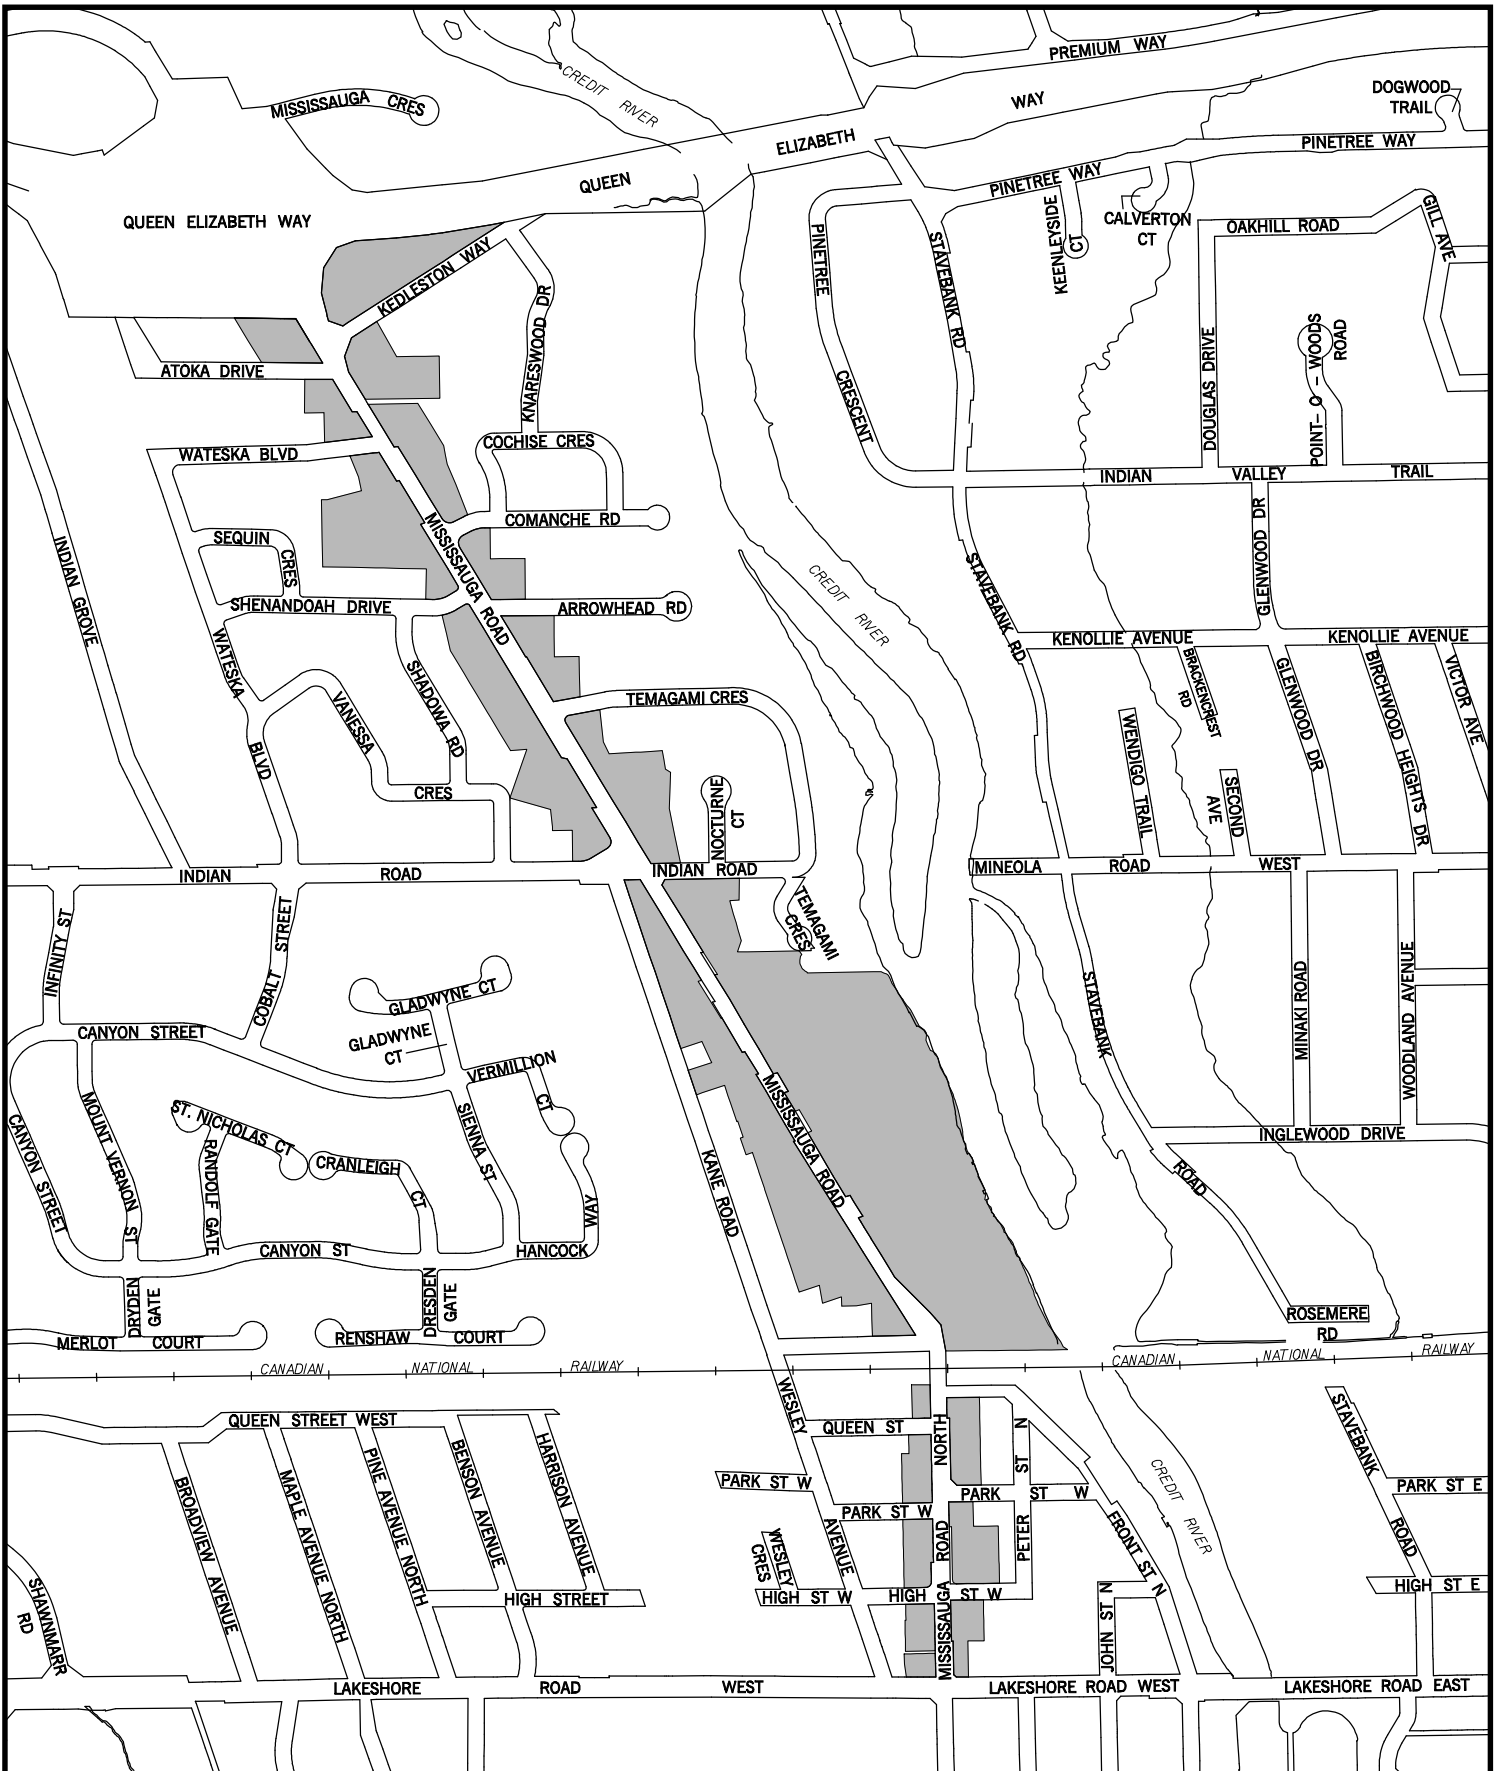 PREMIUM WAY
CREDIT RIVER
MISSISSAUGA CRES
WAY
DOGWOOD
TRAIL
ELIZABETH
PINETREE WAY
QUEEN
PINETREE WAY
QUEEN ELIZABETH WAY
KEENLEYSIDE
CT
CALVERTON
CT
OAKHILL ROAD
GILL AVE
KEDLESTON WAY
PINETREE
STAVEBANK RD
KNARESWOOD DR
DOUGLAS DRIVE
POINT-O-WOODS
ROAD
ATOKA DRIVE
CRESCENT
COCHISE CRES
WATESKA BLVD
INDIAN VALLEY TRAIL
COMANCHE RD
GLENWOOD DR
MISSISSAUGA ROAD
SEQUIN
CRES
INDIAN GROVE
STAVEBANK RD
CREDIT RIVER
SHENANDOAH DRIVE
ARROWHEAD RD
KENOLLIE AVENUE
KENOLLIE AVENUE
WATESKA
SHADOWA RD
VANESSA
TEMAGAMI CRES
BRACKENCREST
RD
GLENWOOD DR
BIRCHWOOD HEIGHTS DR
VICTOR AVE
WENDIGO TRAIL
SECOND
AVE
BLVD
CRES
NOCTURNE
CT
INDIAN ROAD
INDIAN ROAD
MINEOLA ROAD WEST
TEMAGAMI
CRES
INFINITY ST
COBALT STREET
GLADWYNE CT
GLADWYNE
CT
CANYON STREET
VERMILLION
CT
STAVEBANK
MINAKI ROAD
WOODLAND AVENUE
MISSISSAUGA ROAD
CANYON STREET
MOUNT VERNON ST
ST. NICHOLAS CT
RANDOLF GATE
CRANLEIGH
CT
SIENNA ST
KANE ROAD
INGLEWOOD DRIVE
ROAD
WAY
CANYON ST
HANCOCK
DRYDEN
GATE
DRESDEN
GATE
MERLOT COURT
RENSHAW COURT
ROSEMERE
RD
CANADIAN NATIONAL RAILWAY
CANADIAN NATIONAL RAILWAY
WESLEY
QUEEN STREET WEST
QUEEN ST
NORTH
ST N
STAVEBANK
BROADVIEW AVENUE
MAPLE AVENUE NORTH
PINE AVENUE NORTH
BENSON AVENUE
HARRISON AVENUE
PARK ST W
PARK ST W
PARK ST W
CREDIT RIVER
PARK ST E
AVENUE
ROAD
PETER
FRONT ST N
ROAD
WESLEY
CRES
HIGH STREET
HIGH ST W
HIGH ST W
HIGH ST E
SHAWNMARR
RD
MISSISSAUGA
JOHN ST N
LAKESHORE ROAD WEST
LAKESHORE ROAD WEST
LAKESHORE ROAD EAST